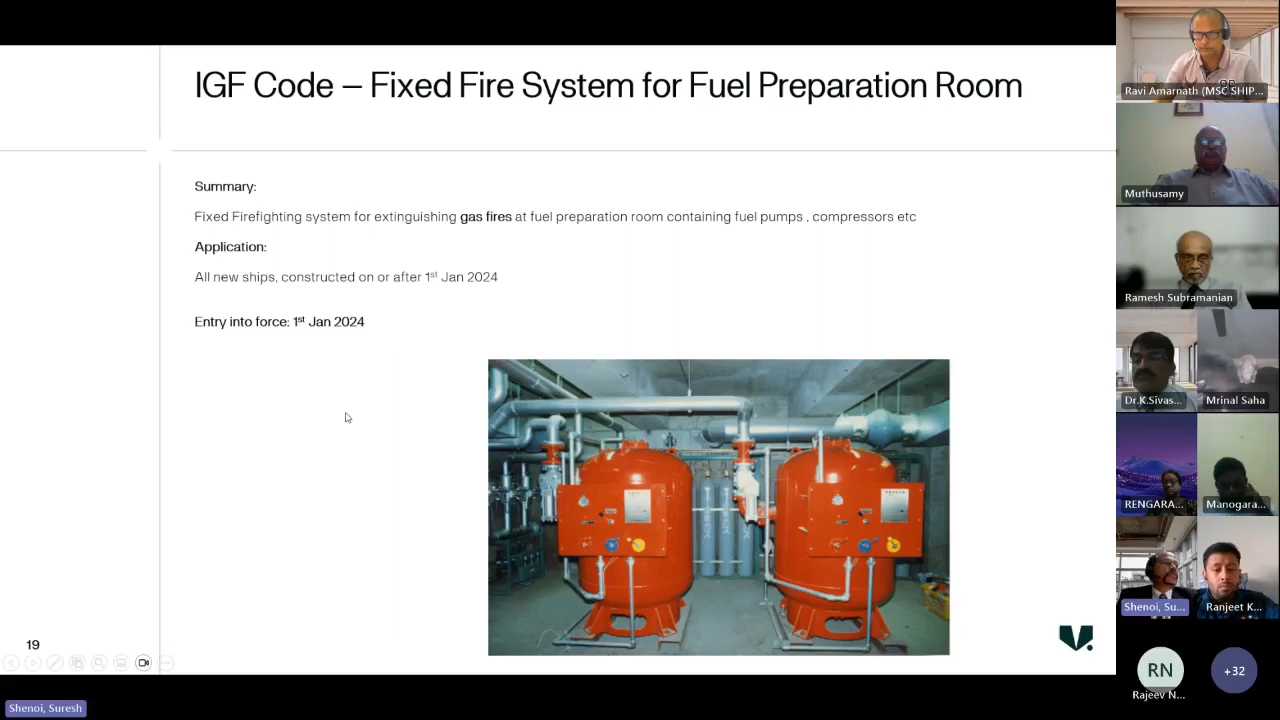 IGF Code – Fixed Fire System for Fuel Preparation Room
Summary:
Fixed Firefighting system for extinguishing gas fires at fuel preparation room containing fuel pumps , compressors etc
Application:
All new ships, constructed on or after 1st Jan 2024
Entry into force: 1st Jan 2024
19
Shenoi, Suresh
Ravi Amarnath (MSC SHIP...
Muthusamy
Ramesh Subramanian
Dr.K.Sivas...
Mrinal Saha
RENGARA...
Manogara...
Shenoi, Su...
Ranjeet K...
RN
+32
Rajeev N...